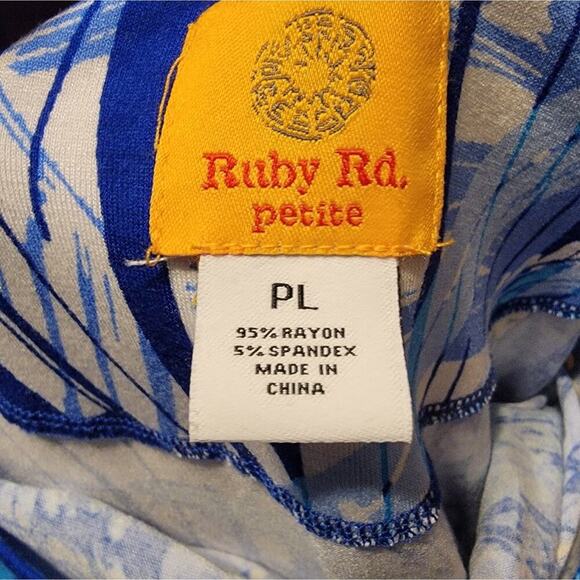 Ruby Rd.
petite
PL
95% RAYON
5% SPANDEX
MADE IN
CHINA